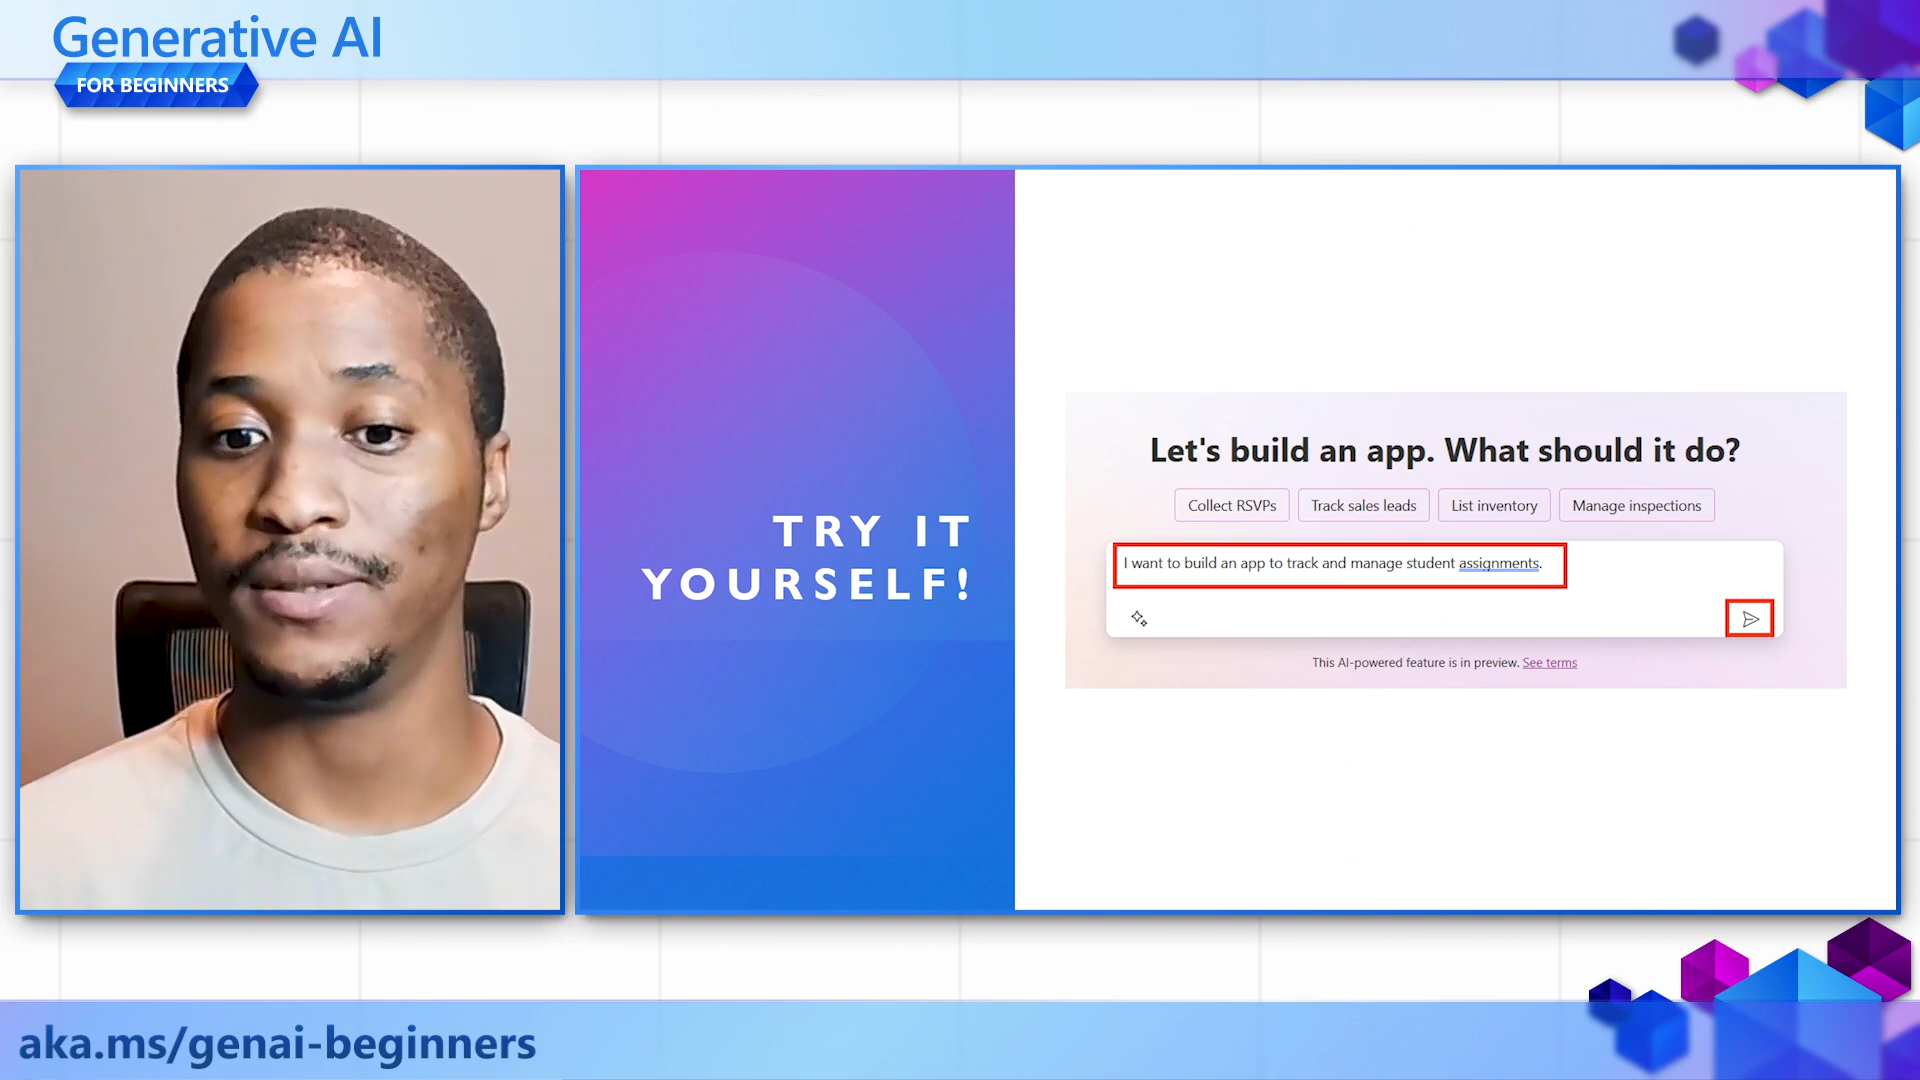 Generative AI
FOR BEGINNERS
TRY IT
YOURSELF!
Let's build an app. What should it do?
Collect RSVPs
Track sales leads
List inventory
Manage inspections
I want to build an app to track and manage student assignments.
This AI-powered feature is in preview. See terms
aka.ms/genai-beginners